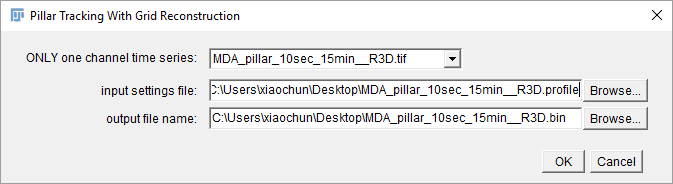 Pillar Tracking With Grid Reconstruction
ONLY one channel time series: MDA_pillar_10sec_15min__R3D.tif
input settings file: C:\Users\xiaochun\Desktop\MDA_pillar_10sec_15min__R3D.profile Browse...
output file name: C:\Users\xiaochun\Desktop\MDA_pillar_10sec_15min__R3D.bin Browse...
OK Cancel